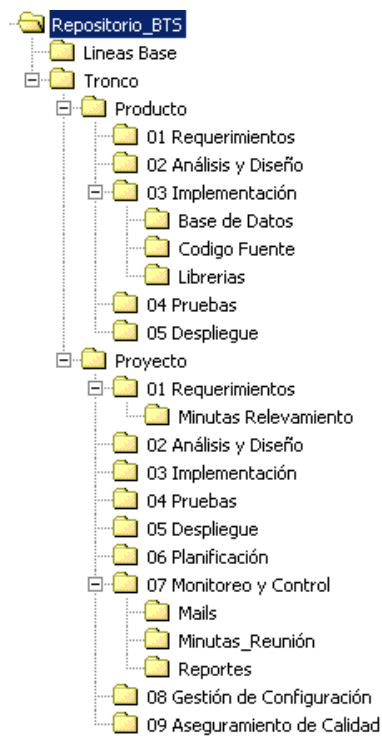 Repositorio_BTS
Lineas Base
Tronco
Producto
01 Requerimientos
02 Análisis y Diseño
03 Implementación
Base de Datos
Codigo Fuente
Librerias
04 Pruebas
05 Despliegue
Proyecto
01 Requerimientos
Minutas Relevamiento
02 Análisis y Diseño
03 Implementación
04 Pruebas
05 Despliegue
06 Planificación
07 Monitoreo y Control
Mails
Minutas_Reunión
Reportes
08 Gestión de Configuración
09 Aseguramiento de Calidad